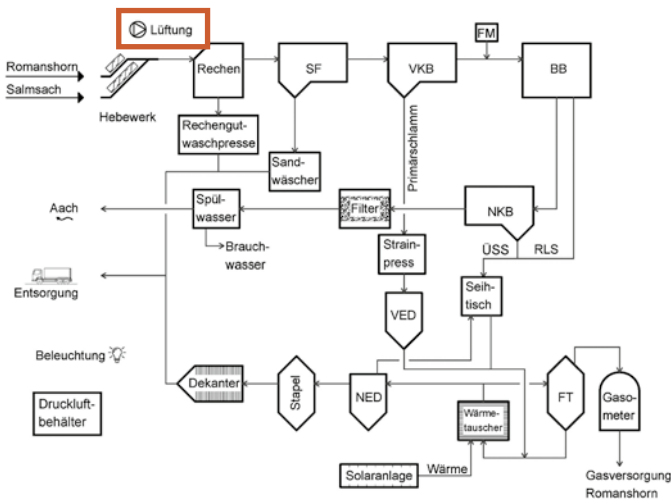 Lüftung
Romanshorn
Salmsach
Hebewerk
Rechen
SF
VKB
FM
BB
Rechengut-
waschpresse
Sand-
wäscher
Primärschlamm
Aach
Spül-
wasser
Brauch-
wasser
Filter
NKB
Strain-
press
ÜSS
RLS
Entsorgung
Seih-
tisch
VED
Beleuchtung
Dekanter
Stapel
NED
Wärme-
tauscher
FT
Gaso-
meter
Druckluft-
behälter
Solaranlage
Wärme
Gasversorgung
Romanshorn